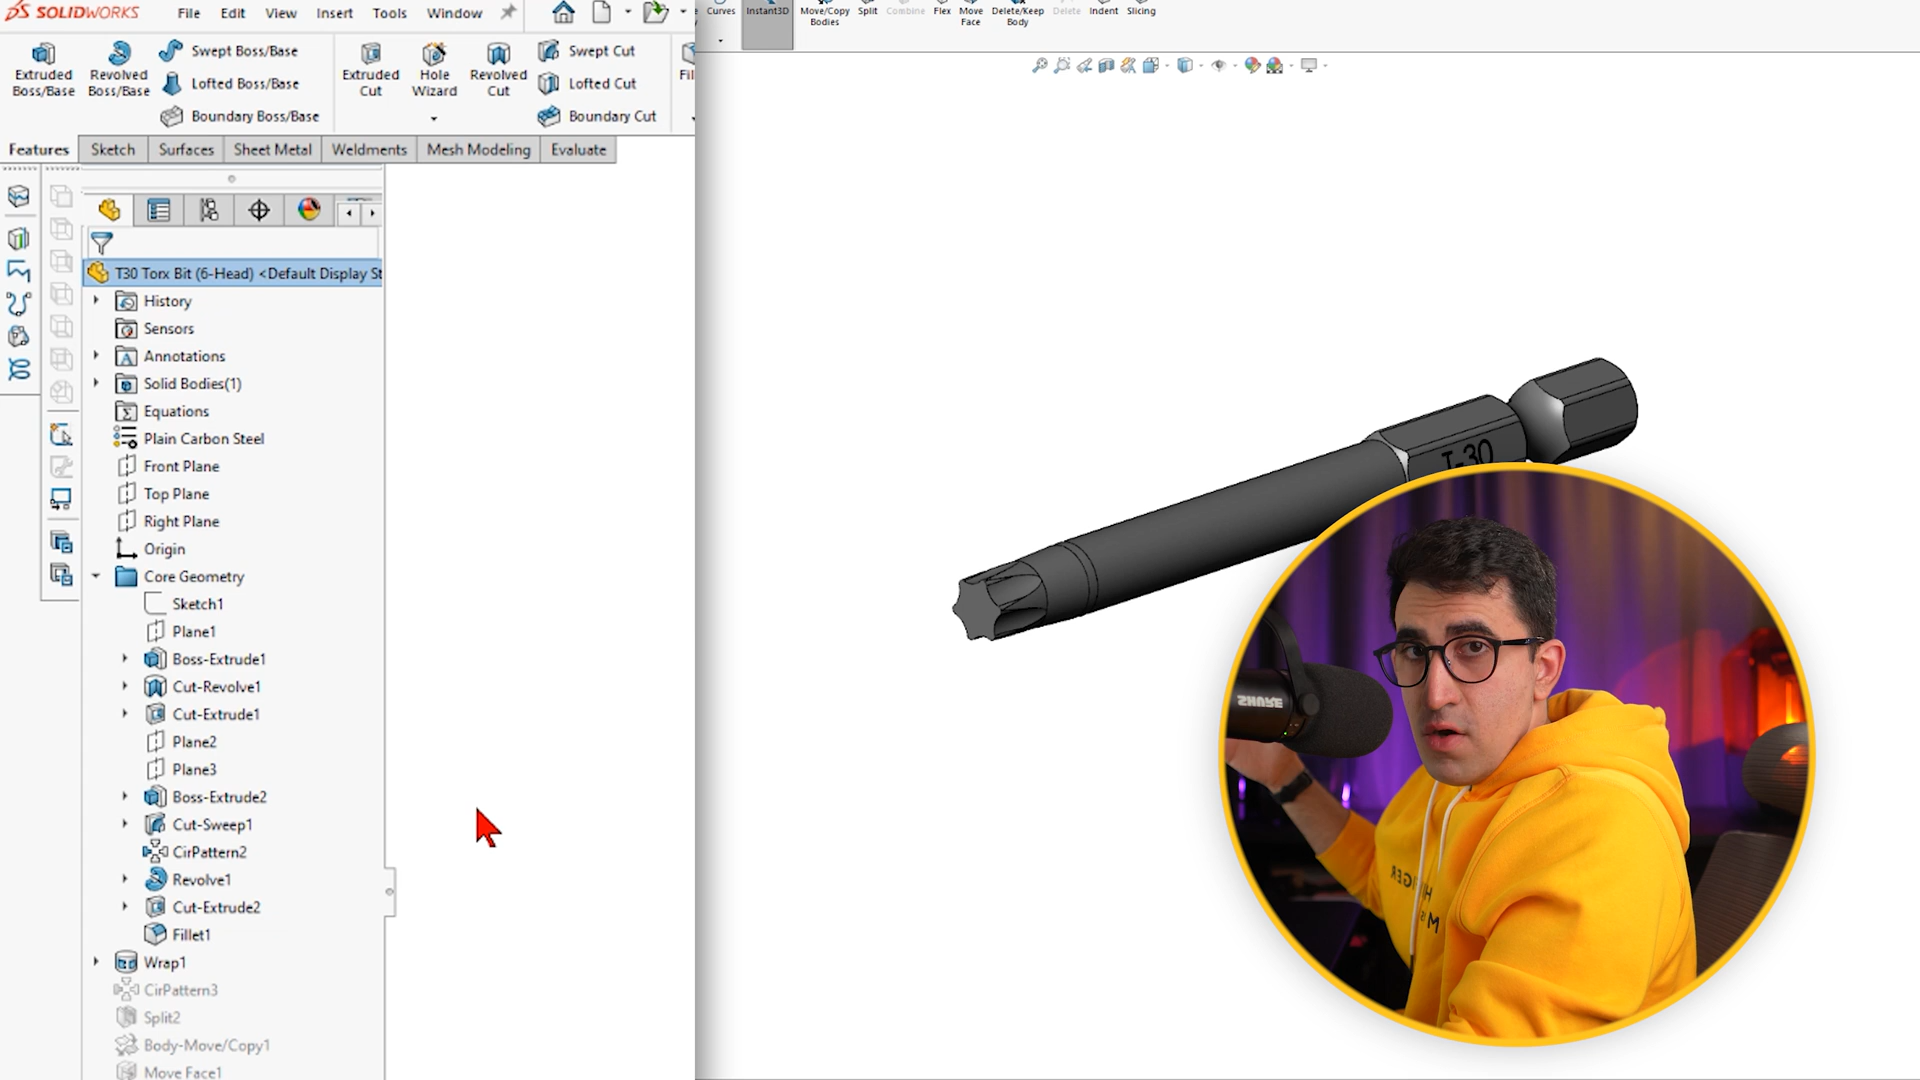 SOLIDWORKS
File Edit View Insert Tools Window
Extruded Boss/Base
Revolved Boss/Base
Swept Boss/Base
Lofted Boss/Base
Boundary Boss/Base
Extruded Cut
Hole Wizard
Revolved Cut
Swept Cut
Lofted Cut
Boundary Cut
Fil
Curves
Instant3D
Move/Copy Bodies
Split
Combine
Flex
Move Face
Delete/Keep Body
Delete
Indent
Slicing
Features Sketch Surfaces Sheet Metal Weldments Mesh Modeling Evaluate
T30 Torx Bit (6-Head) <Default Display St
History
Sensors
Annotations
Solid Bodies(1)
Equations
Plain Carbon Steel
Front Plane
Top Plane
Right Plane
Origin
Core Geometry
Sketch1
Plane1
Boss-Extrude1
Cut-Revolve1
Cut-Extrude1
Plane2
Plane3
Boss-Extrude2
Cut-Sweep1
CirPattern2
Revolve1
Cut-Extrude2
Fillet1
Wrap1
CirPattern3
Split2
Body-Move/Copy1
Move Face1
T-30
SHURE